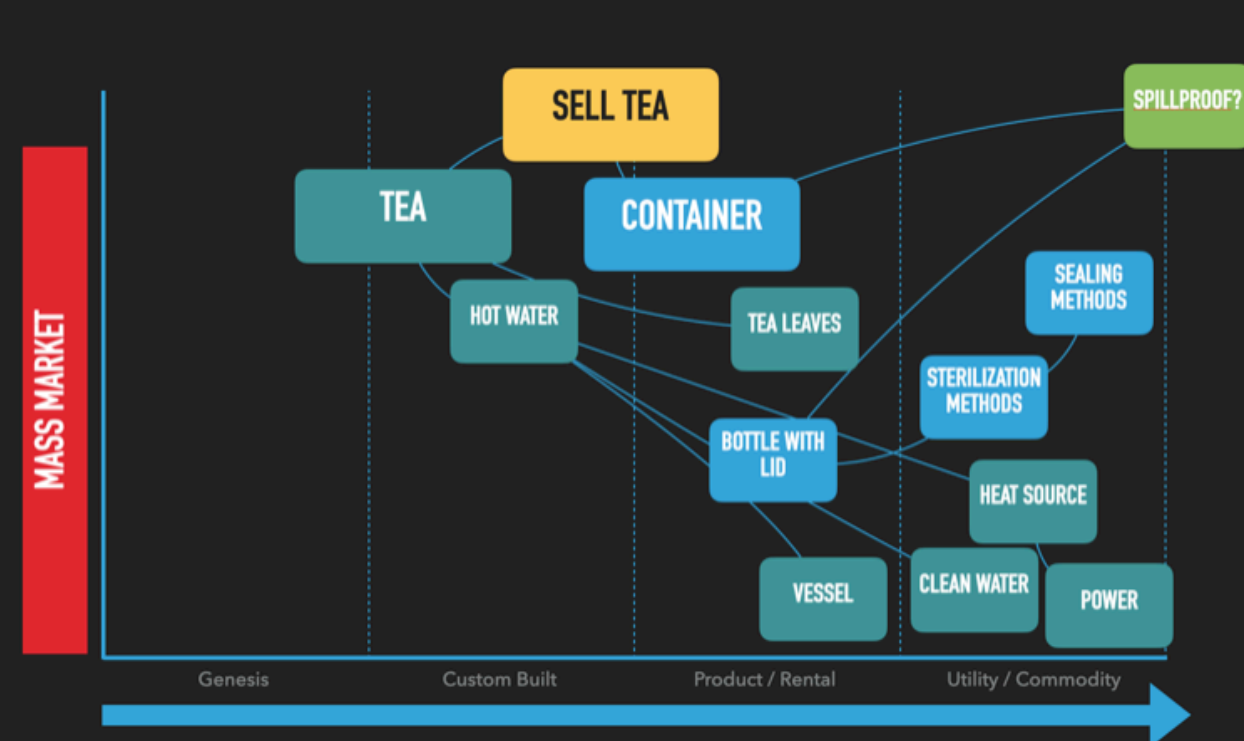 SPILLPROOF?
SELL TEA
TEA
CONTAINER
SEALING
METHODS
HOT WATER
TEA LEAVES
MASS MARKET
STERILIZATION
METHODS
BOTTLE WITH
LID
HEAT SOURCE
VESSEL
CLEAN WATER
POWER
Genesis
Custom Built
Product / Rental
Utility / Commodity